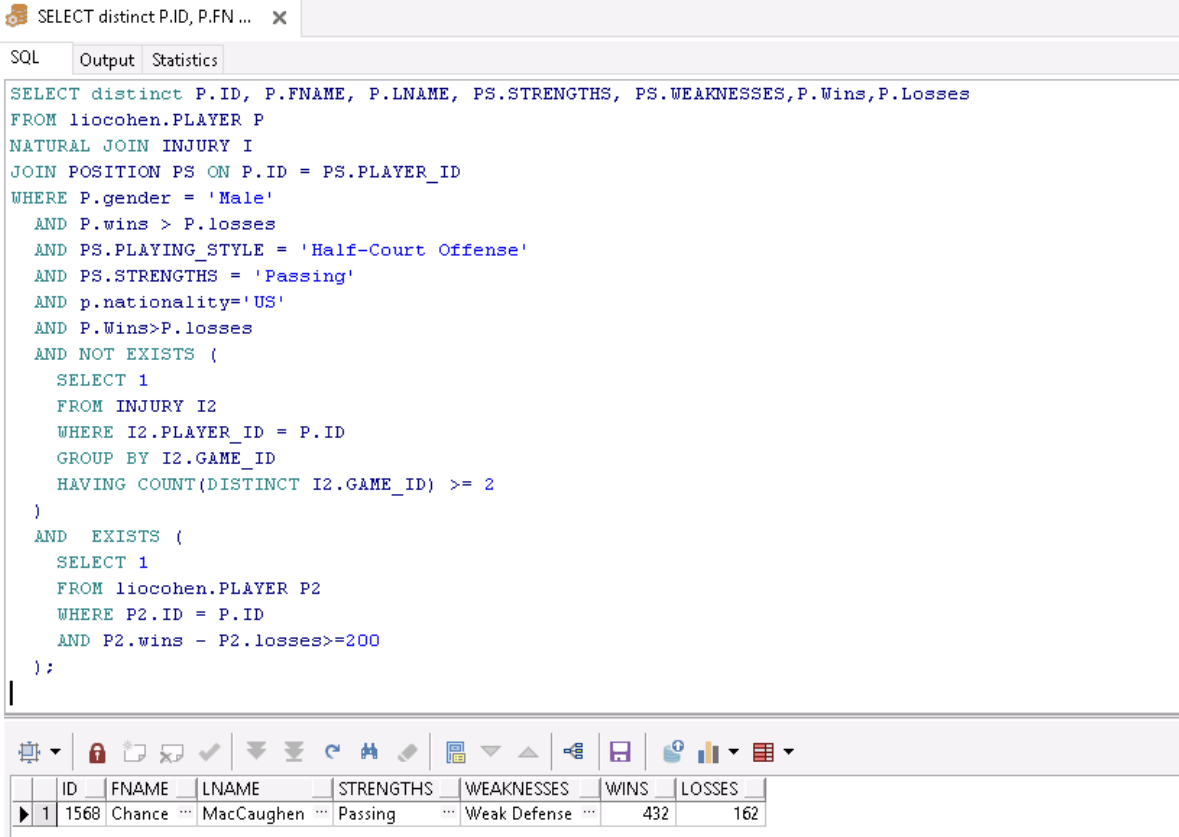 SELECT distinct P.ID, P.FN ...
SQL Output Statistics
SELECT distinct P.ID, P.FNAME, P.LNAME, PS.STRENGTHS, PS.WEAKNESSES,P.Wins,P.Losses
FROM liocohen.PLAYER P
NATURAL JOIN INJURY I
JOIN POSITION PS ON P.ID = PS.PLAYER_ID
WHERE P.gender = 'Male'
AND P.wins > P.losses
AND PS.PLAYING_STYLE = 'Half-Court Offense'
AND PS.STRENGTHS = 'Passing'
AND p.nationality='US'
AND P.Wins>P.losses
AND NOT EXISTS (
SELECT 1
FROM INJURY I2
WHERE I2.PLAYER_ID = P.ID
GROUP BY I2.GAME_ID
HAVING COUNT(DISTINCT I2.GAME_ID) >= 2
)
AND  EXISTS (
SELECT 1
FROM liocohen.PLAYER P2
WHERE P2.ID = P.ID
AND P2.wins - P2.losses>=200
);
ID FNAME LNAME STRENGTHS WEAKNESSES WINS LOSSES
1 1568 Chance ... MacCaughen ... Passing ... Weak Defense ... 432 162